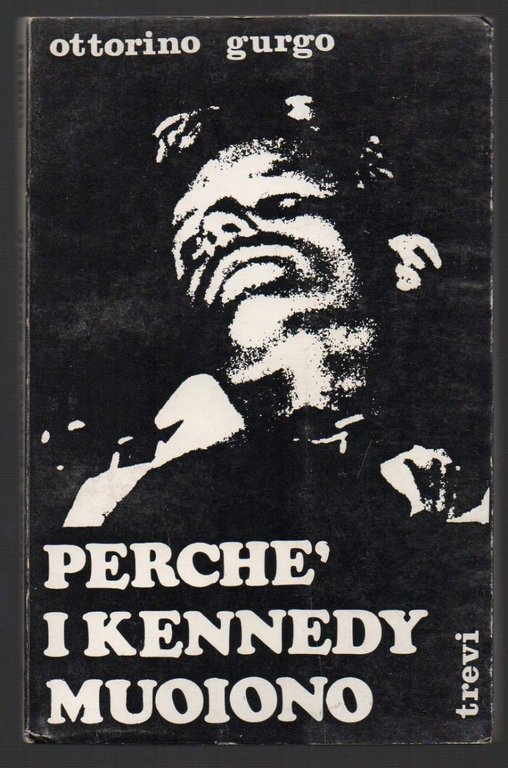 ottorino gurgo
PERCHE'
I KENNEDY
MUOIONO
trevi